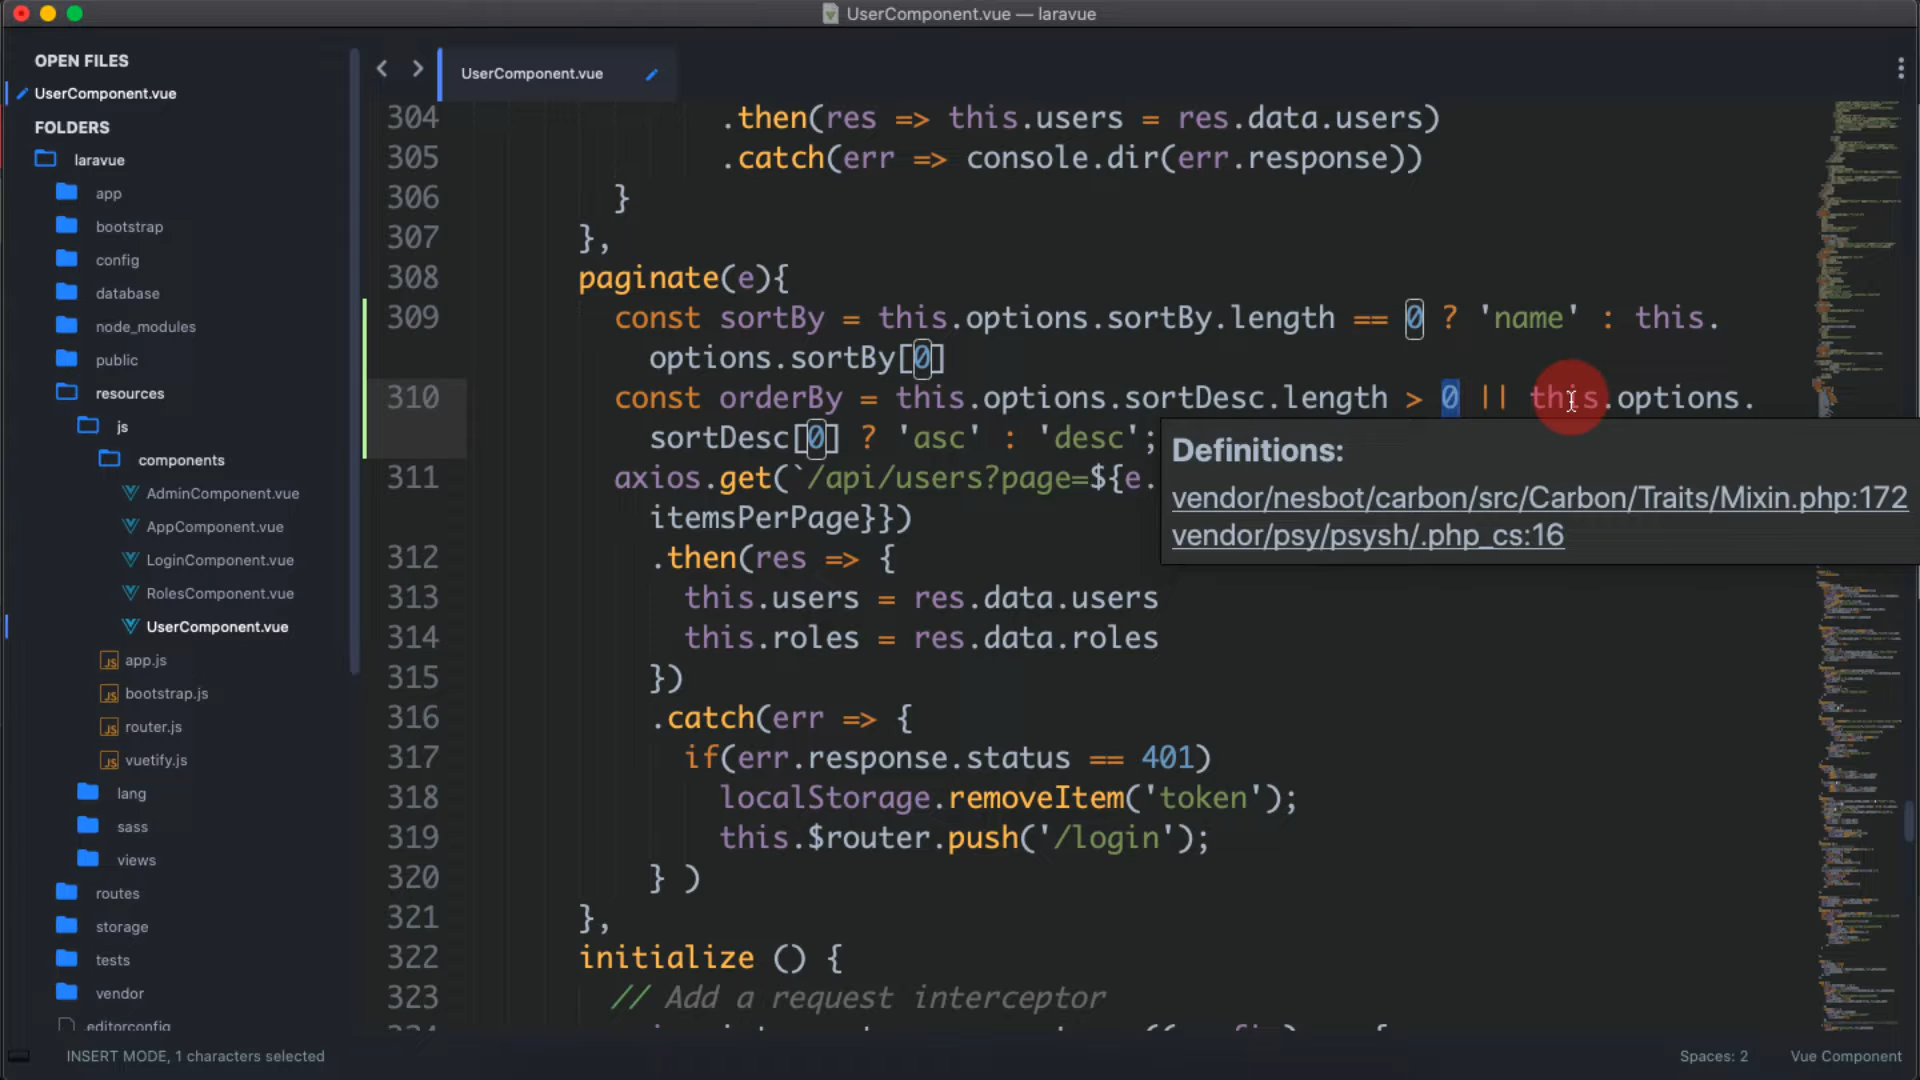 UserComponent.vue — laravue
OPEN FILES
UserComponent.vue
FOLDERS
laravue
app
bootstrap
config
database
node_modules
public
resources
js
components
AdminComponent.vue
AppComponent.vue
LoginComponent.vue
RolesComponent.vue
UserComponent.vue
app.js
bootstrap.js
router.js
vuetify.js
lang
sass
views
routes
storage
tests
vendor
.editorconfig
UserComponent.vue
304 .then(res => this.users = res.data.users)
305 .catch(err => console.dir(err.response))
306 }
307 },
308 paginate(e){
309 const sortBy = this.options.sortBy.length == 0 ? 'name' : this.
options.sortBy[0]
310 const orderBy = this.options.sortDesc.length > 0 || this.options.
sortDesc[0] ? 'asc' : 'desc';
311 axios.get(`/api/users?page=${e.
itemsPerPage}})
Definitions:
vendor/nesbot/carbon/src/Carbon/Traits/Mixin.php:172
vendor/psy/psysh/.php_cs:16
312 .then(res => {
313 this.users = res.data.users
314 this.roles = res.data.roles
315 })
316 .catch(err => {
317 if(err.response.status == 401)
318 localStorage.removeItem('token');
319 this.$router.push('/login');
320 } )
321 },
322 initialize () {
323 // Add a request interceptor
INSERT MODE, 1 characters selected
Spaces: 2
Vue Component